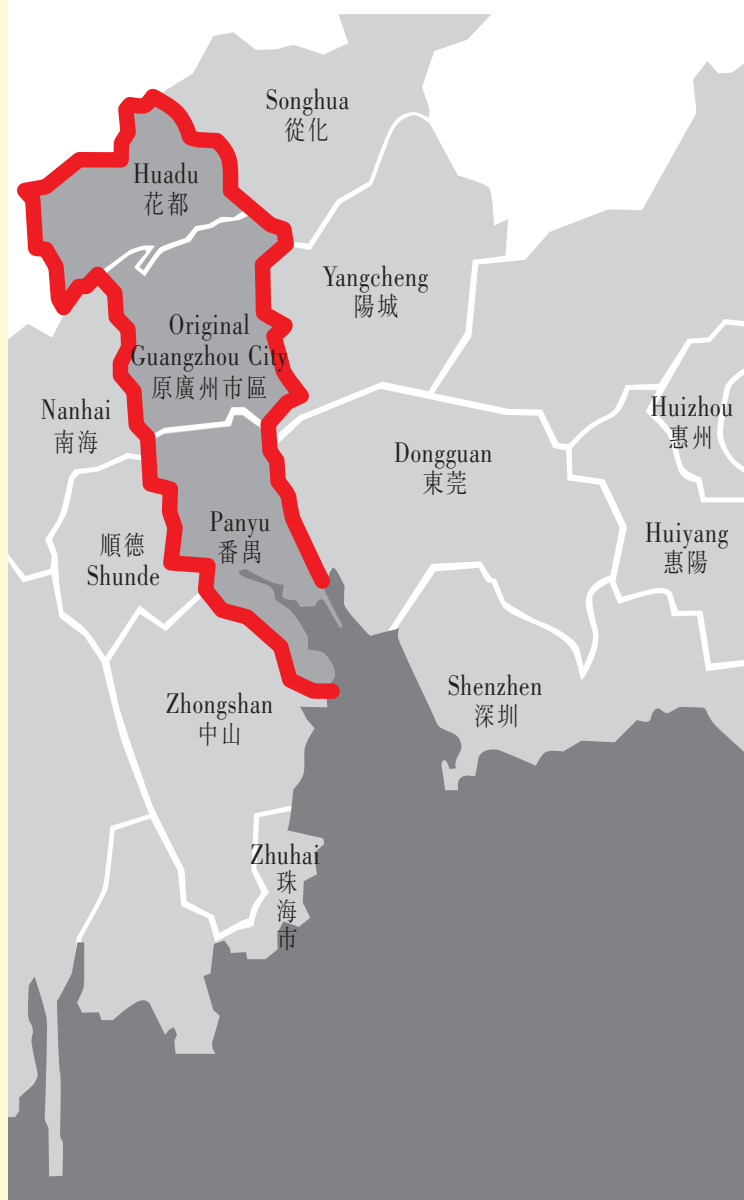 Songhua
從化
Huadu
花都
Yangcheng
陽城
Original
Guangzhou City
原廣州市區
Nanhai
南海
Huizhou
惠州
Dongguan
東莞
Panyu
番禺
順德
Shunde
Huiyang
惠陽
Shenzhen
深圳
Zhongshan
中山
Zhuhai
珠
海
市